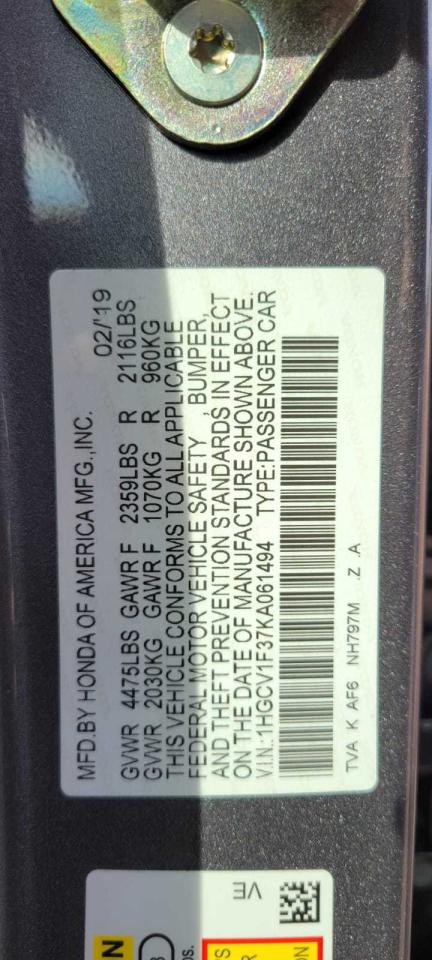 MFD.BY HONDA OF AMERICA MFG.,INC. 02/'19
GVWR 4475LBS GAWR F 2359LBS R 2116LBS
GVWR 2030KG GAWR F 1070KG R 960KG
THIS VEHICLE CONFORMS TO ALL APPLICABLE
FEDERAL MOTOR VEHICLE SAFETY , BUMPER,
AND THEFT PREVENTION STANDARDS IN EFFECT
ON THE DATE OF MANUFACTURE SHOWN ABOVE.
V.I.N.:1HGCV1F37KA061494 TYPE:PASSENGER CAR
TVA K AF6 NH797M .Z .A
VE